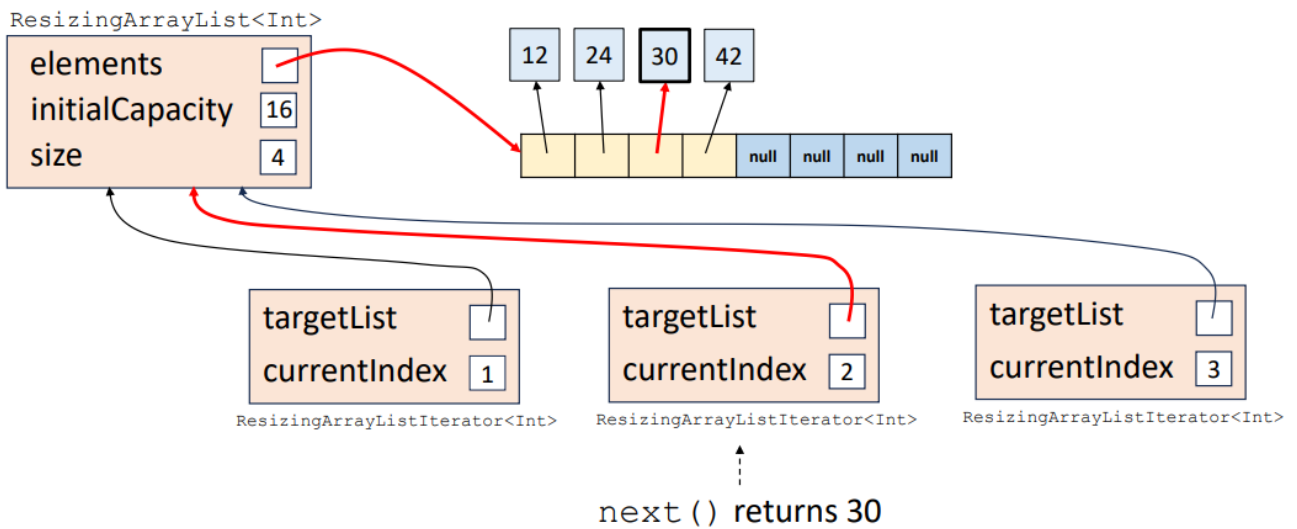 ResizingArrayList<Int>
elements
initialCapacity 16
size 4
12 24 30 42
null null null null
targetList
currentIndex 1
ResizingArrayListIterator<Int>
targetList
currentIndex 2
ResizingArrayListIterator<Int>
targetList
currentIndex 3
ResizingArrayListIterator<Int>
next() returns 30